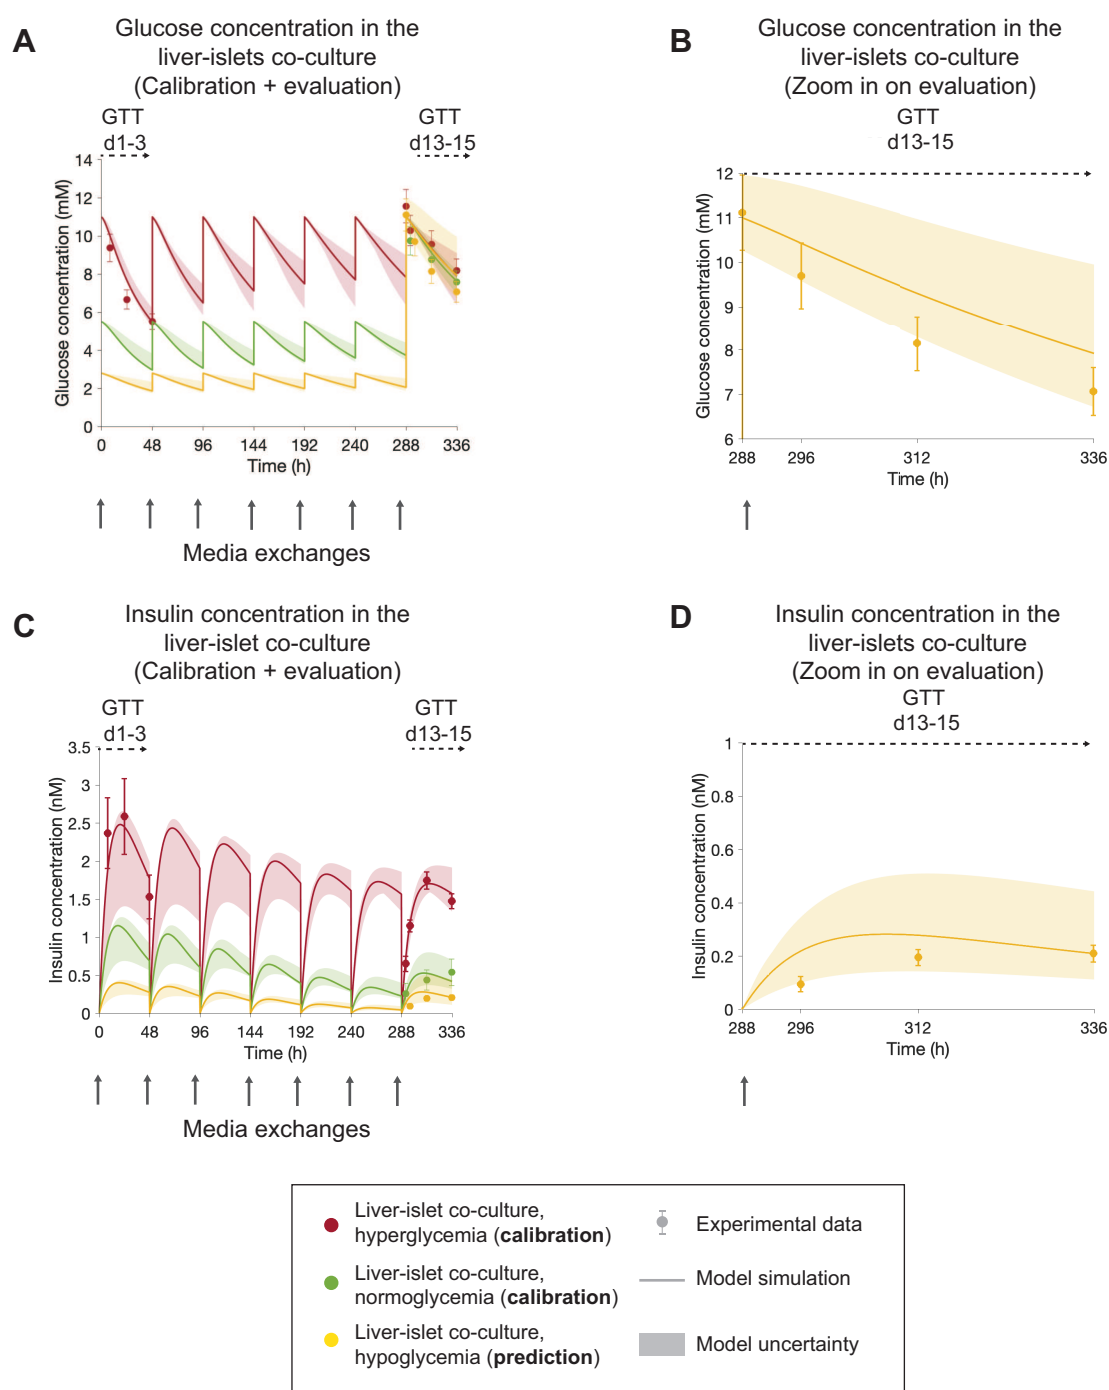 A
Glucose concentration in the
liver-islets co-culture
(Calibration + evaluation)
GTT
d1-3
GTT
d13-15
Glucose concentration (mM)
14
12
10
8
6
4
2
0
0 48 96 144 192 240 288 336
Time (h)
Media exchanges
B
Glucose concentration in the
liver-islets co-culture
(Zoom in on evaluation)
GTT
d13-15
Glucose concentration (mM)
12
11
10
9
8
7
6
288 296 312 336
Time (h)
C
Insulin concentration in the
liver-islet co-culture
(Calibration + evaluation)
GTT
d1-3
GTT
d13-15
Insulin concentration (nM)
3.5
3
2.5
2
1.5
1
0.5
0
0 48 96 144 192 240 288 336
Time (h)
Media exchanges
D
Insulin concentration in the
liver-islets co-culture
(Zoom in on evaluation)
GTT
d13-15
Insulin concentration (nM)
1
0.8
0.6
0.4
0.2
0
288 296 312 336
Time (h)
Liver-islet co-culture,
hyperglycemia (calibration)
Liver-islet co-culture,
normoglycemia (calibration)
Liver-islet co-culture,
hypoglycemia (prediction)
Experimental data
Model simulation
Model uncertainty